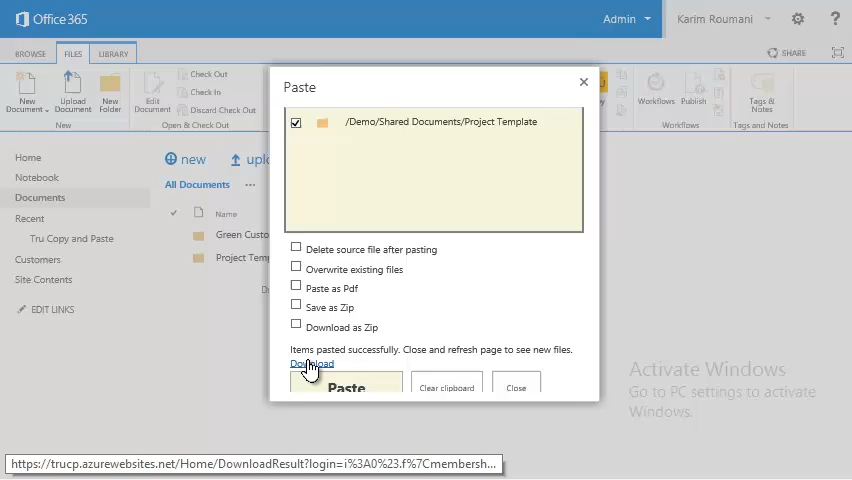 Office 365
Admin
Karim Roumani
?
BROWSE
FILES
LIBRARY
SHARE
New Document
Upload Document
New Folder
New
Edit Document
Check Out
Check In
Discard Check Out
Open & Check Out
Workflows
Publish
Workflows
Tags & Notes
Tags and Notes
Home
Notebook
Documents
Recent
Tru Copy and Paste
Customers
Site Contents
EDIT LINKS
new
All Documents
...
Name
Green
Project
Paste
/Demo/Shared Documents/Project Template
Delete source file after pasting
Overwrite existing files
Paste as Pdf
Save as Zip
Download as Zip
Items pasted successfully. Close and refresh page to see new files.
Download
Paste
Clear clipboard
Close
Activate Windows
Go to PC settings to activate
Windows.
https://trucp.azurewebsites.net/Home/DownloadResult?login=i%3A0%23.f%7Cmembersh...